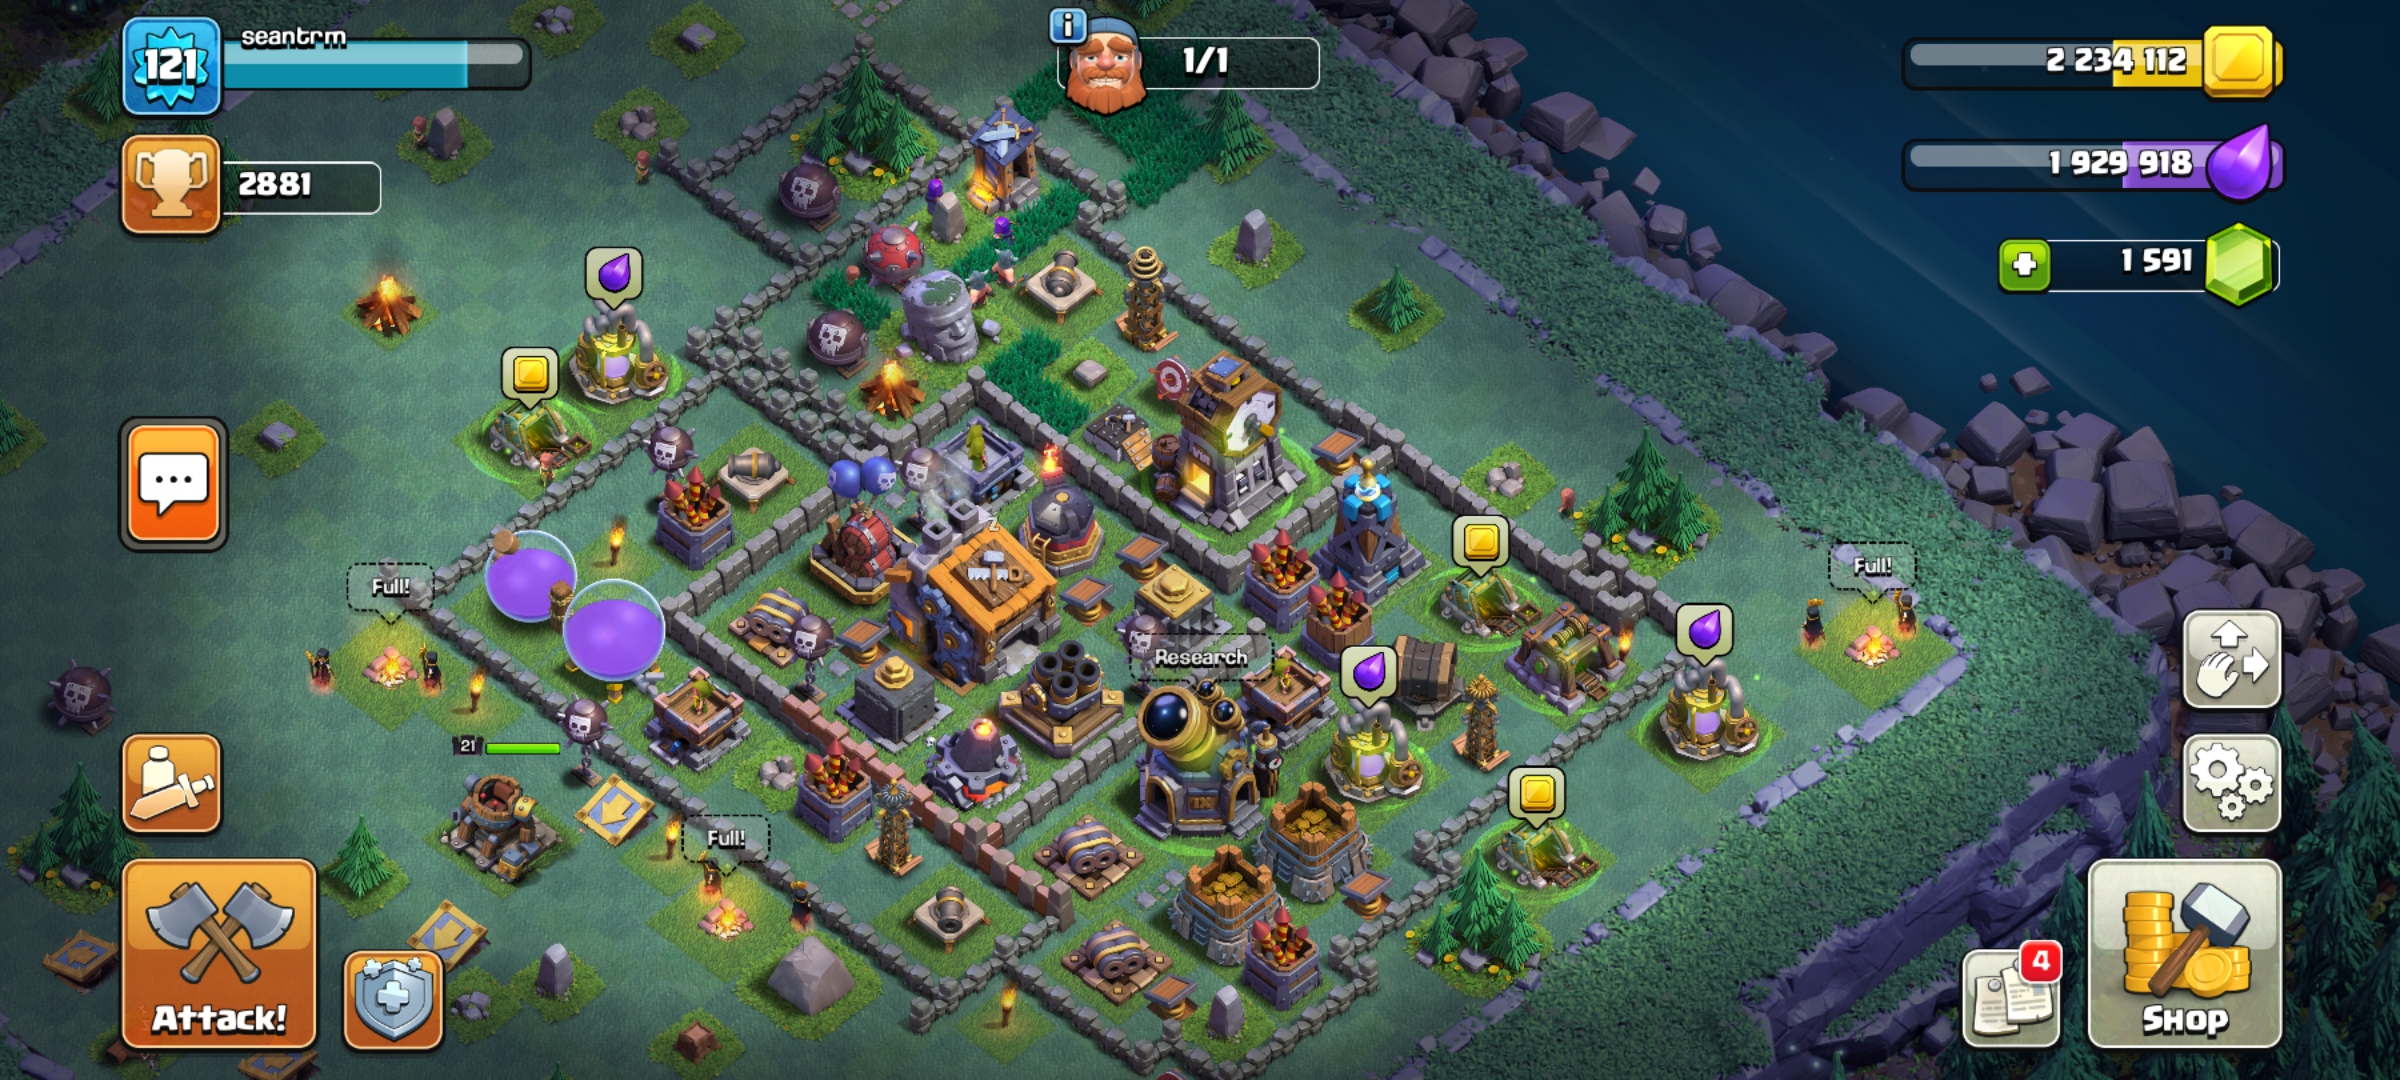 121
seantrm
1/1
2 234 112
1 929 918
2881
1 591
Full!
Full!
Research
21
Full!
4
Attack!
Shop